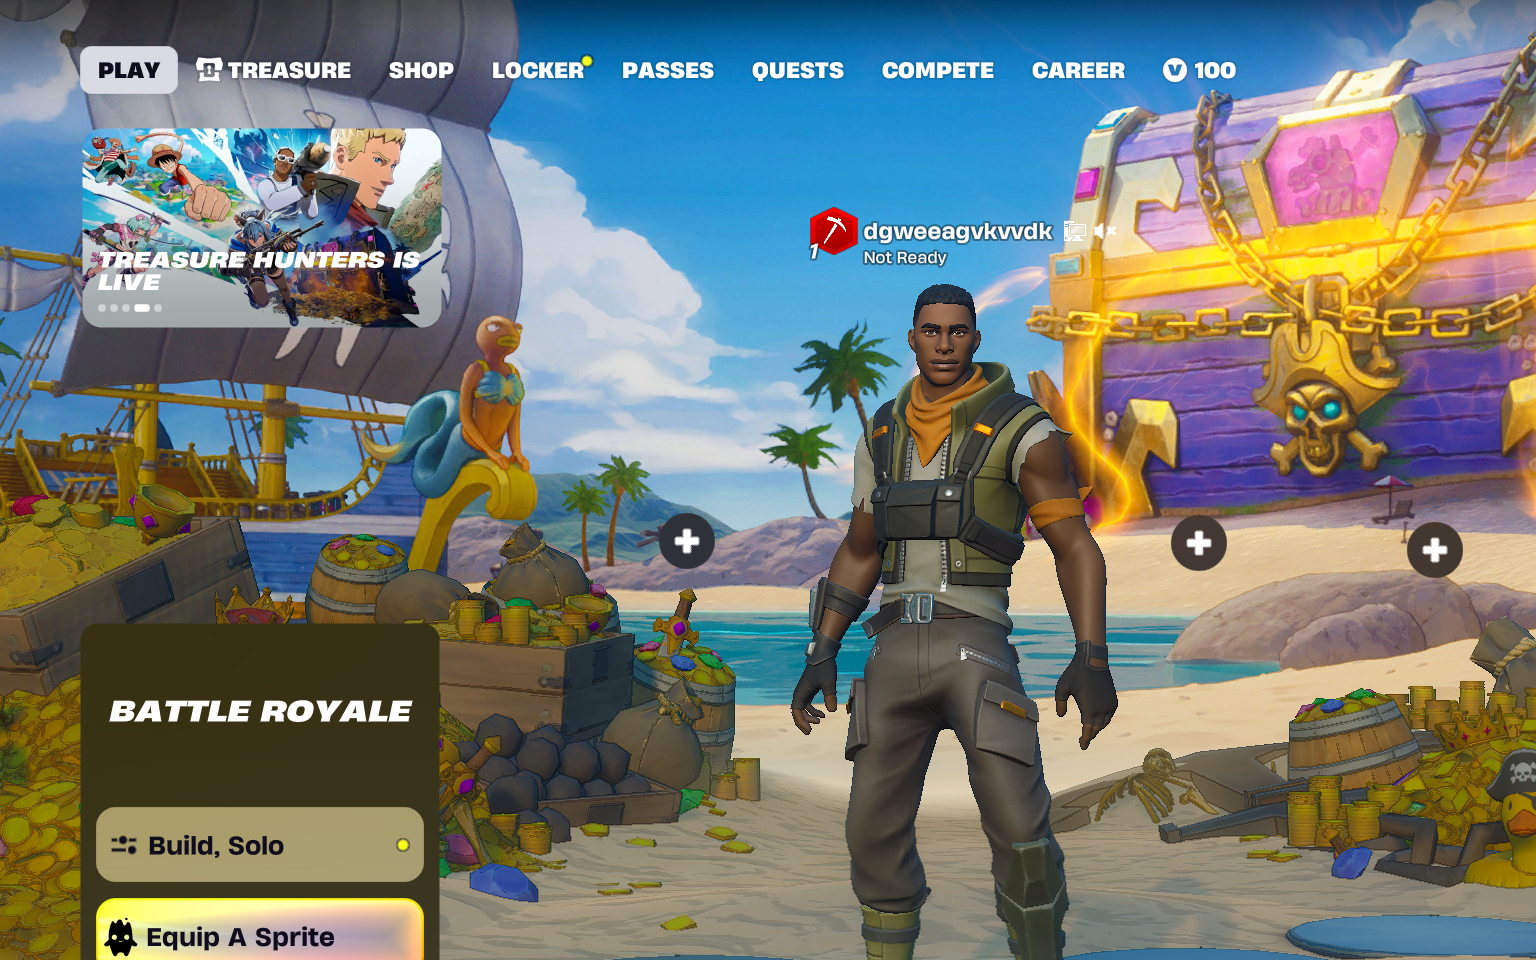 PLAY TREASURE SHOP LOCKER PASSES QUESTS COMPETE CAREER V 100
TREASURE HUNTERS IS
LIVE
dgweeagvkvvdk
1
Not Ready
BATTLE ROYALE
Build, Solo
Equip A Sprite